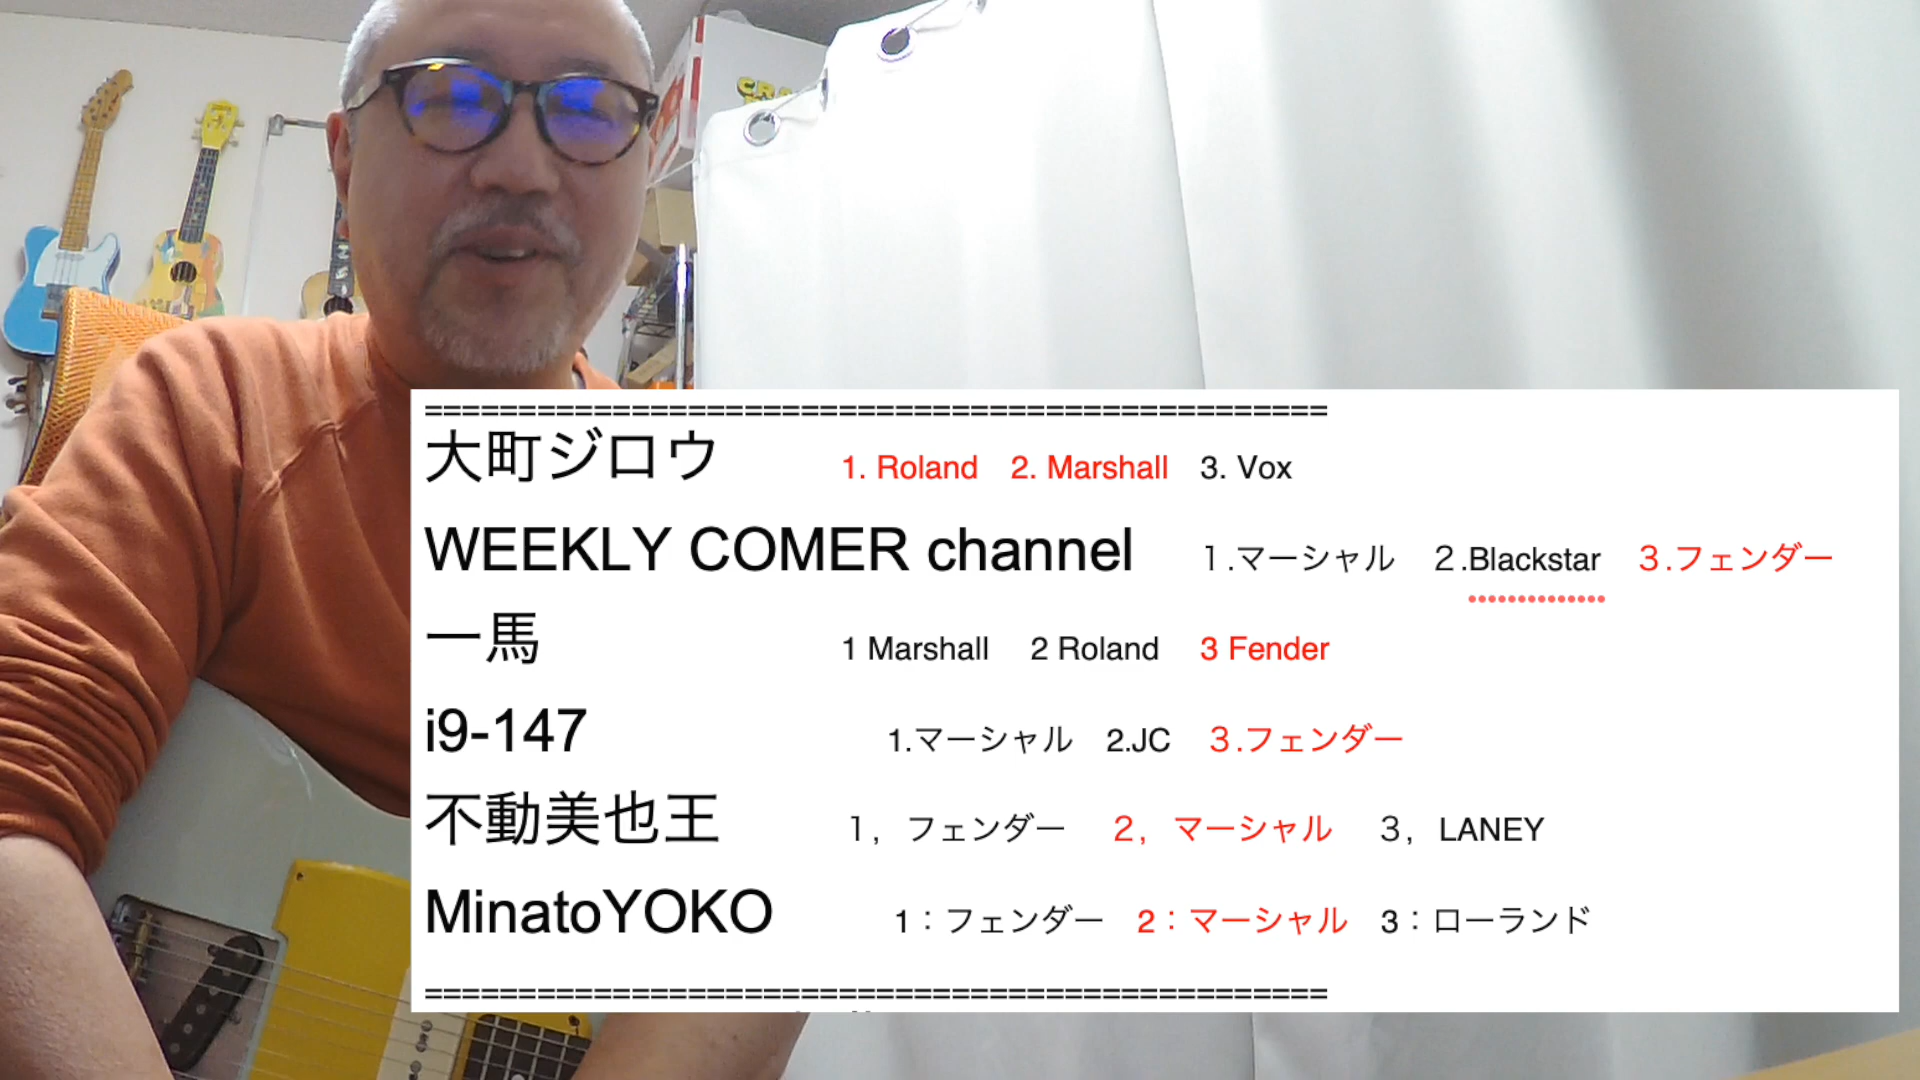 CRA
==================================================
大町ジロウ 1. Roland 2. Marshall 3. Vox
WEEKLY COMER channel １.マーシャル ２.Blackstar ３.フェンダー
一馬 1 Marshall 2 Roland 3 Fender
i9-147 1.マーシャル 2.JC ３.フェンダー
不動美也王 １，フェンダー ２，マーシャル ３，LANEY
MinatoYOKO 1：フェンダー 2：マーシャル 3：ローランド
==================================================